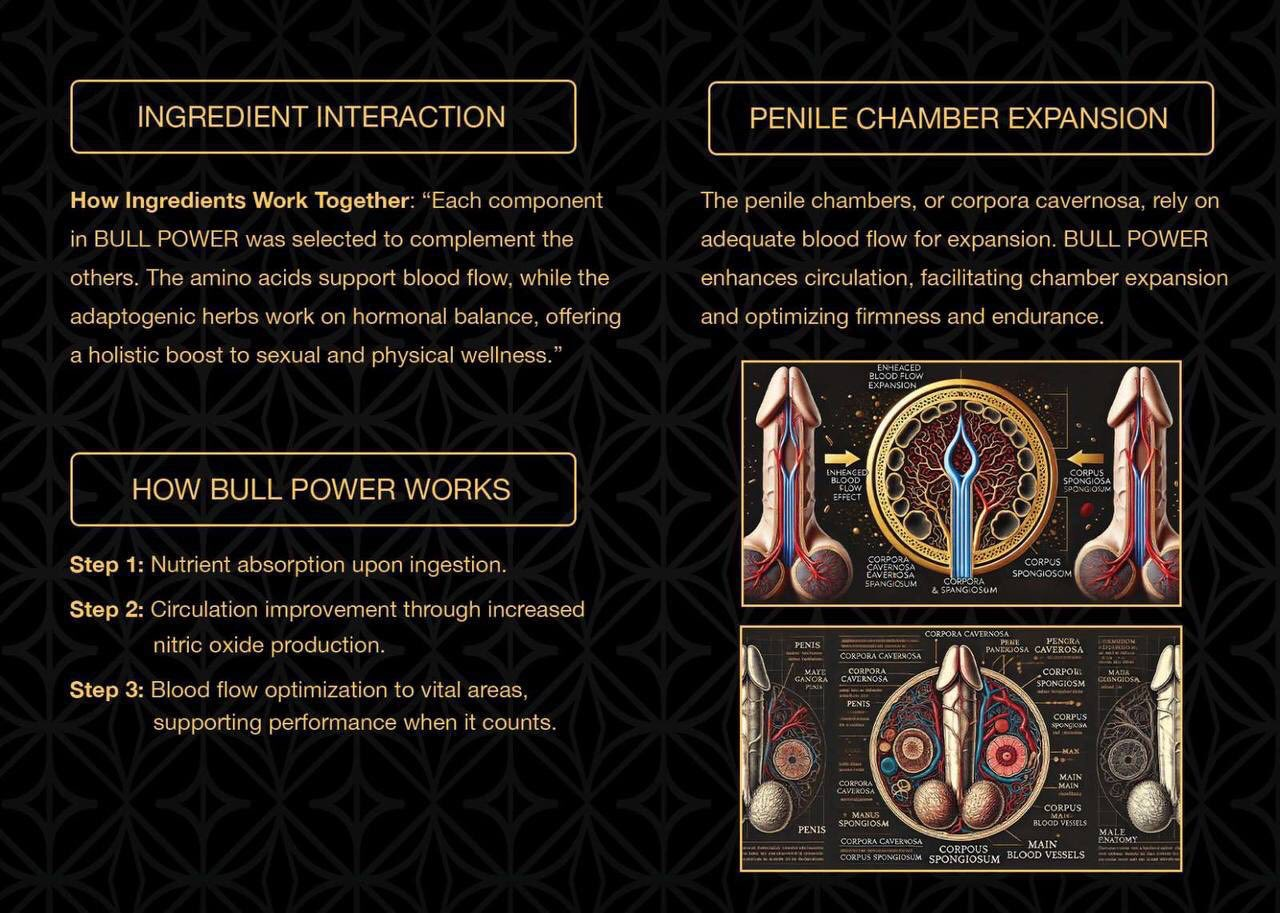 INGREDIENT INTERACTION
How Ingredients Work Together: “Each component
in BULL POWER was selected to complement the
others. The amino acids support blood flow, while the
adaptogenic herbs work on hormonal balance, offering
a holistic boost to sexual and physical wellness.”
HOW BULL POWER WORKS
Step 1: Nutrient absorption upon ingestion.
Step 2: Circulation improvement through increased
nitric oxide production.
Step 3: Blood flow optimization to vital areas,
supporting performance when it counts.
PENILE CHAMBER EXPANSION
The penile chambers, or corpora cavernosa, rely on
adequate blood flow for expansion. BULL POWER
enhances circulation, facilitating chamber expansion
and optimizing firmness and endurance.
ENHEACED
BLOOD FLOW
EXPANSION
ENHEACED
BLOOD
FLOW
EFFECT
CORPUS
SPONGIOSA
SPONGIOSUM
CORPORA
CAVERNOSA
CAVERNOSA
SPANGIOSUM
CORPORA
& SPANGIOSUM
CORPUS
SPONGIOSOM
CORPORA CAVERNOSA
PENIS
MATE
GANORA
PENIS
CORPORA CAVERNOSA
CORPORA
CAVERNOSA
PENIS
CORPORA
CAVEROSA
MANUS
SPONGIOSM
CORPORA CAVERNOSA
CORPUS SPONGIOSUM
PENIS
PENE
PANERIOSA
PENORA
CAVEROSA
CORPORI
SPONGIOSM
CORPUS
SPONGIOSA
MAX
MAIN
MAIN
CORPUS
MAIN
BLOOD VESSELS
CORPOUS
SPONGIOSUM
MAIN
BLOOD VESSELS
MALE